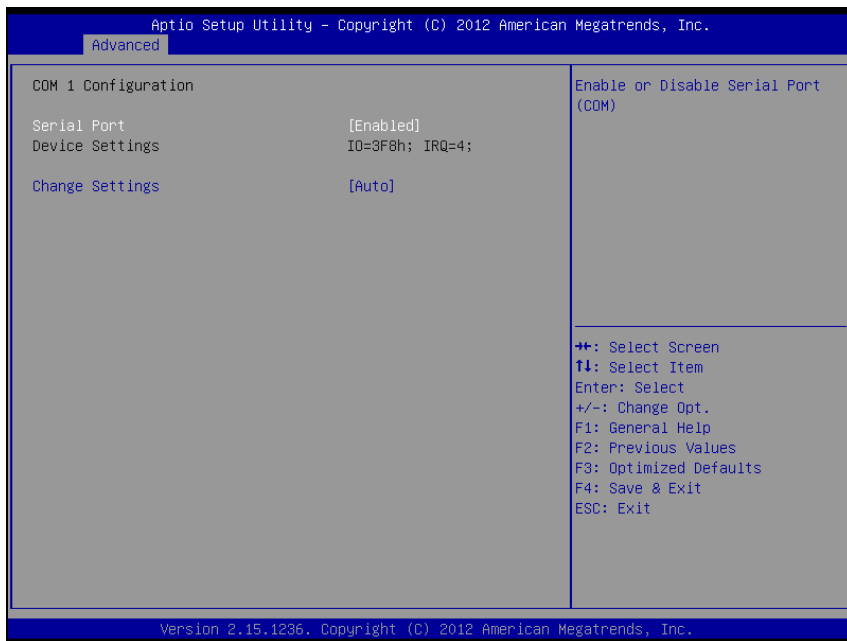 Aptio Setup Utility – Copyright (C) 2012 American Megatrends, Inc.
Advanced
COM 1 Configuration
Serial Port [Enabled]
Device Settings IO=3F8h; IRQ=4;
Change Settings [Auto]
Enable or Disable Serial Port
(COM)
→←: Select Screen
↑↓: Select Item
Enter: Select
+/-: Change Opt.
F1: General Help
F2: Previous Values
F3: Optimized Defaults
F4: Save & Exit
ESC: Exit
Version 2.15.1236. Copyright (C) 2012 American Megatrends, Inc.